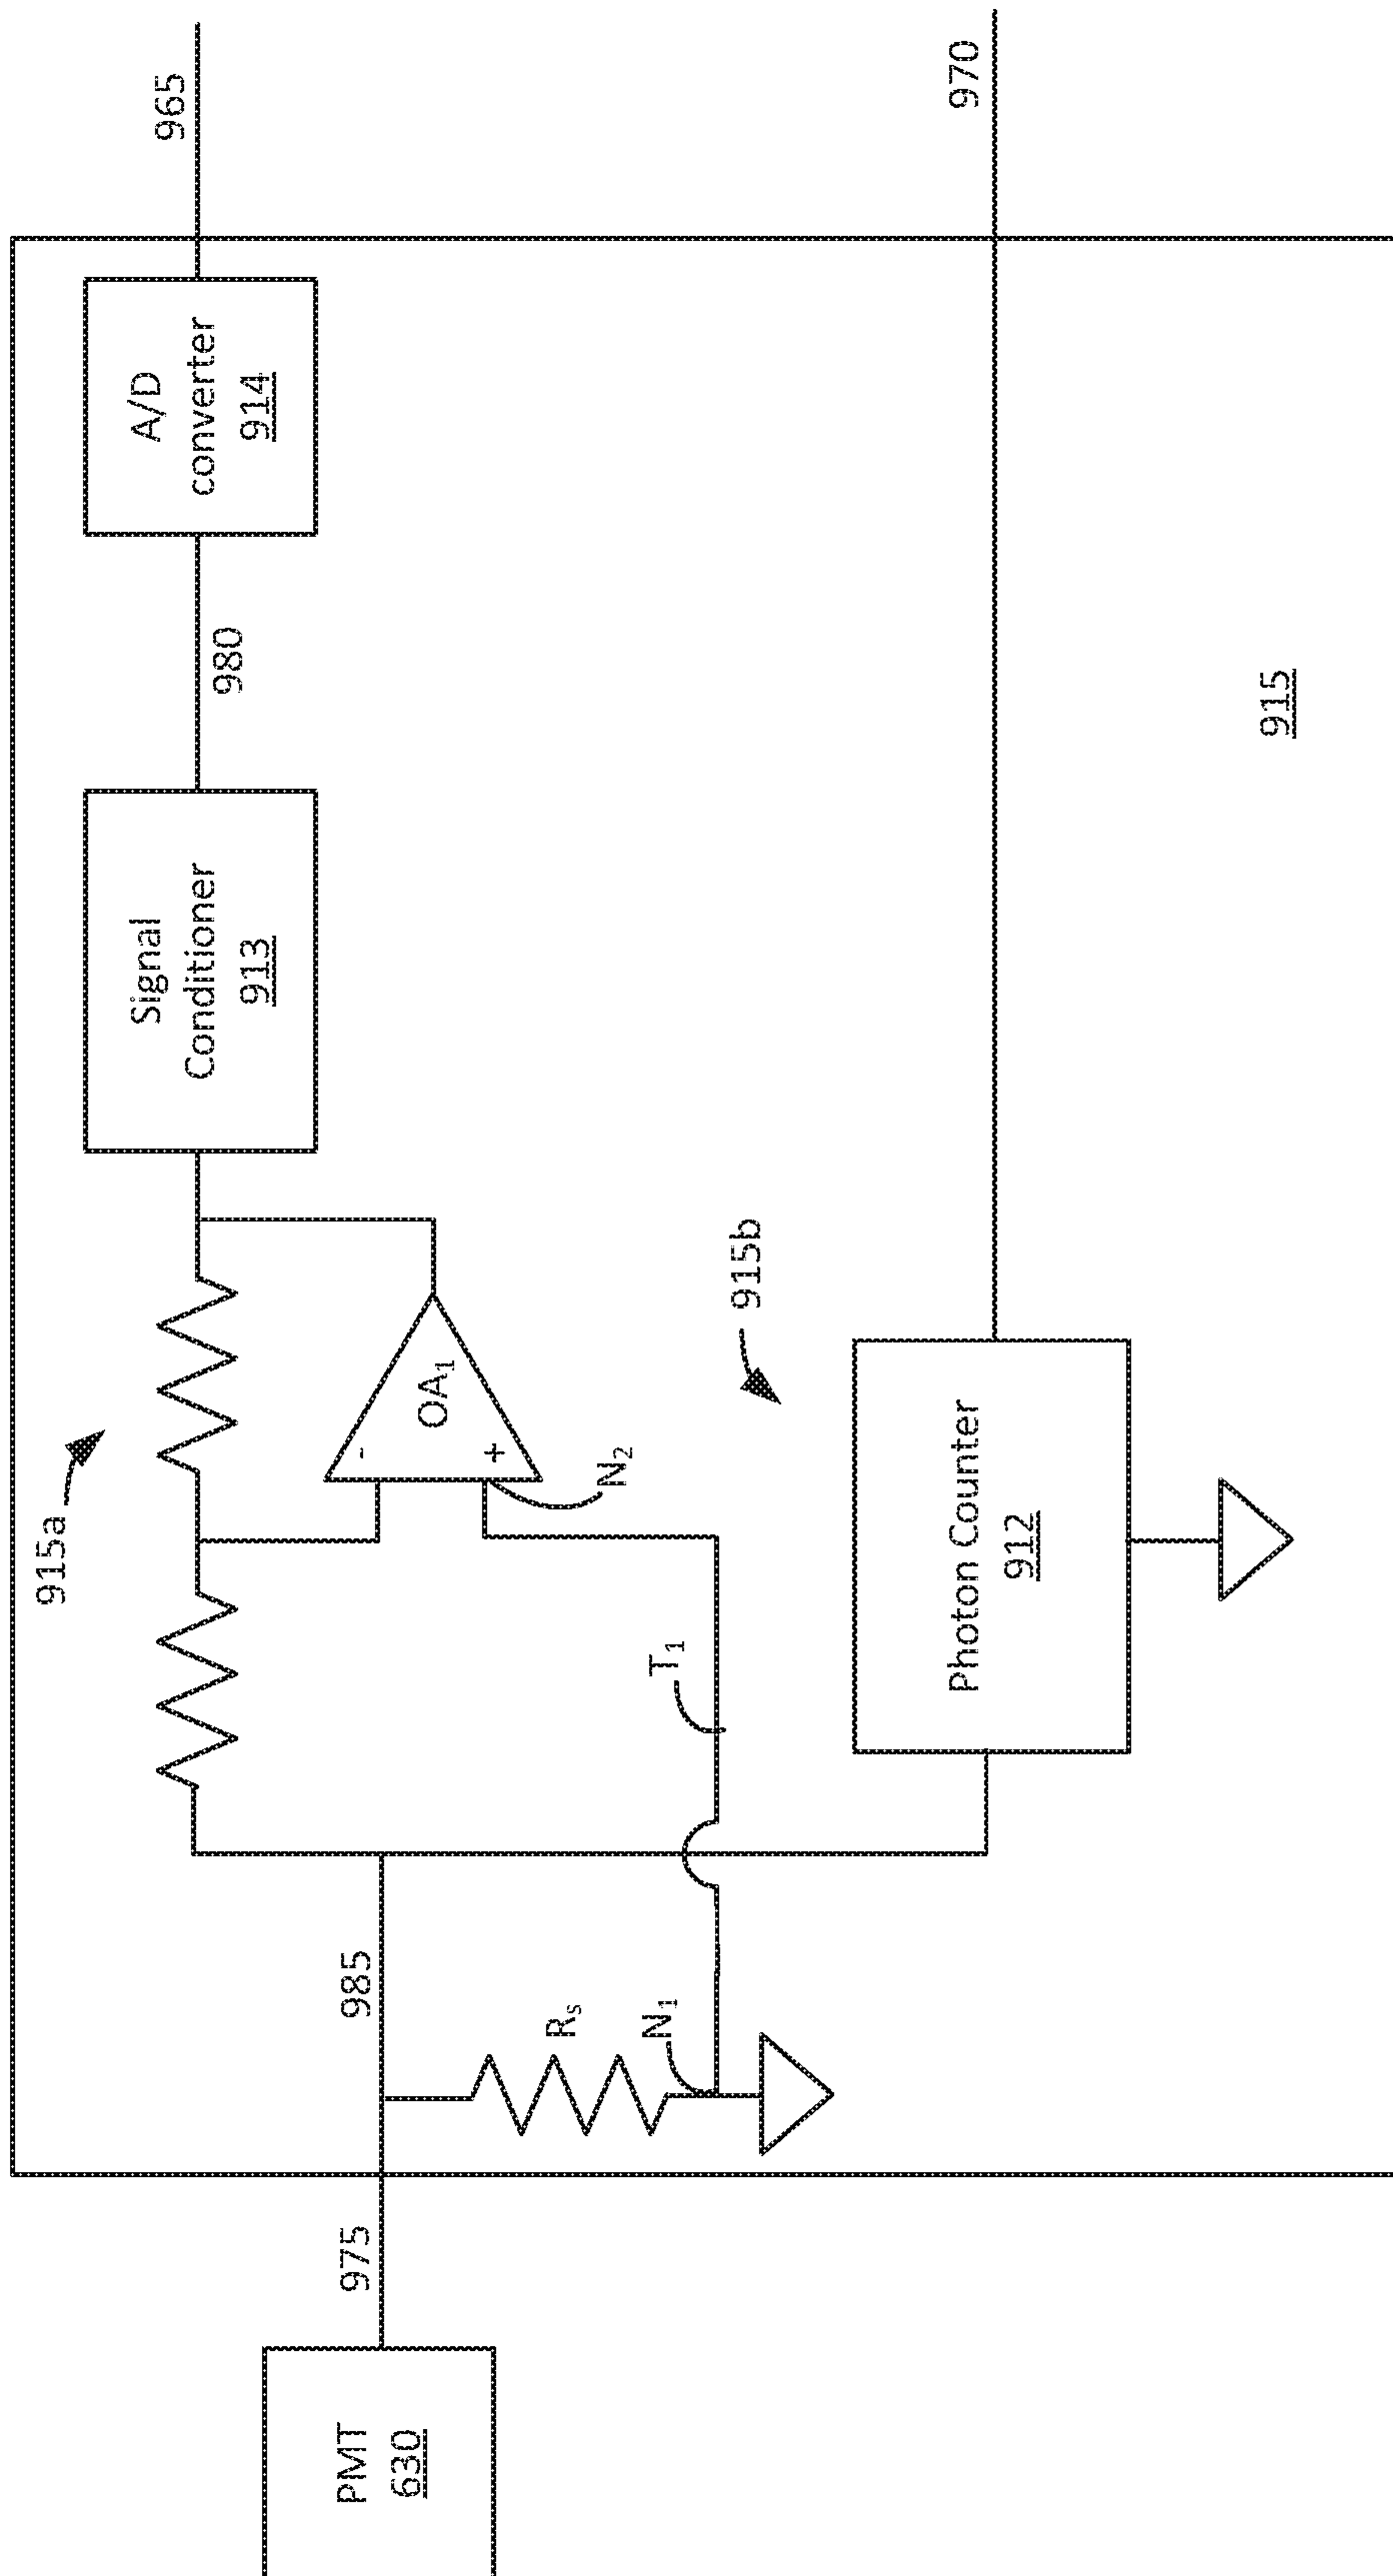 PMT
630
975
985
Rₛ
N₁
T₁
915a
OA₁
-
+
N₂
Signal
Conditioner
913
980
A/D
converter
914
965
915b
Photon Counter
912
970
915